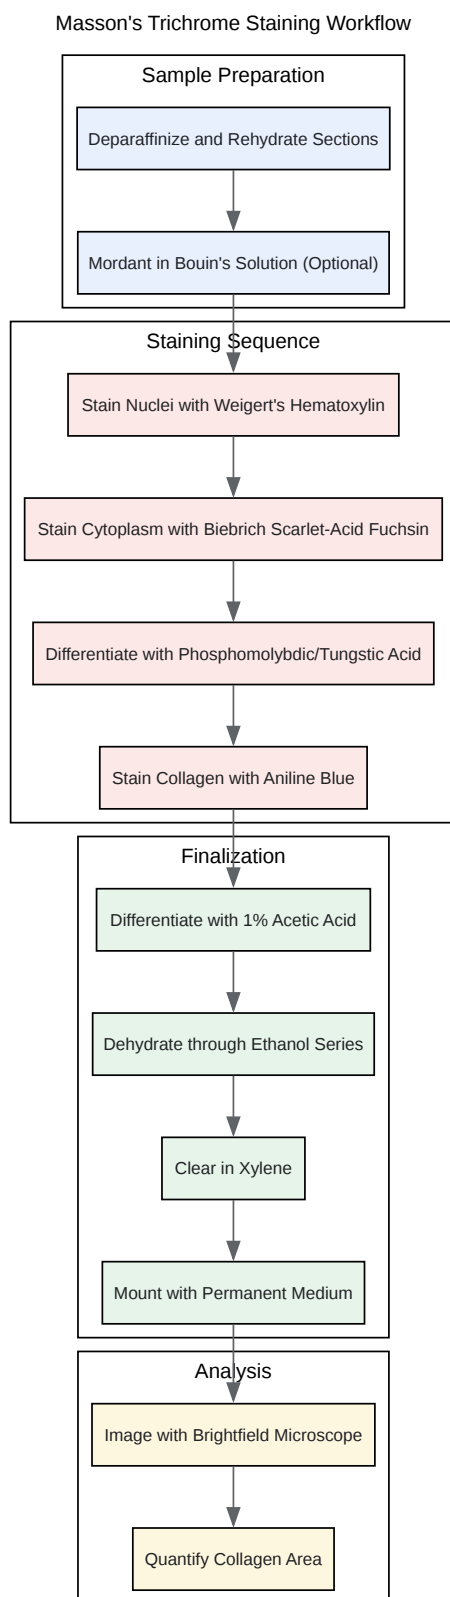 Masson's Trichrome Staining Workflow
Sample Preparation
Deparaffinize and Rehydrate Sections
Mordant in Bouin's Solution (Optional)
Staining Sequence
Stain Nuclei with Weigert's Hematoxylin
Stain Cytoplasm with Biebrich Scarlet-Acid Fuchsin
Differentiate with Phosphomolybdic/Tungstic Acid
Stain Collagen with Aniline Blue
Finalization
Differentiate with 1% Acetic Acid
Dehydrate through Ethanol Series
Clear in Xylene
Mount with Permanent Medium
Analysis
Image with Brightfield Microscope
Quantify Collagen Area